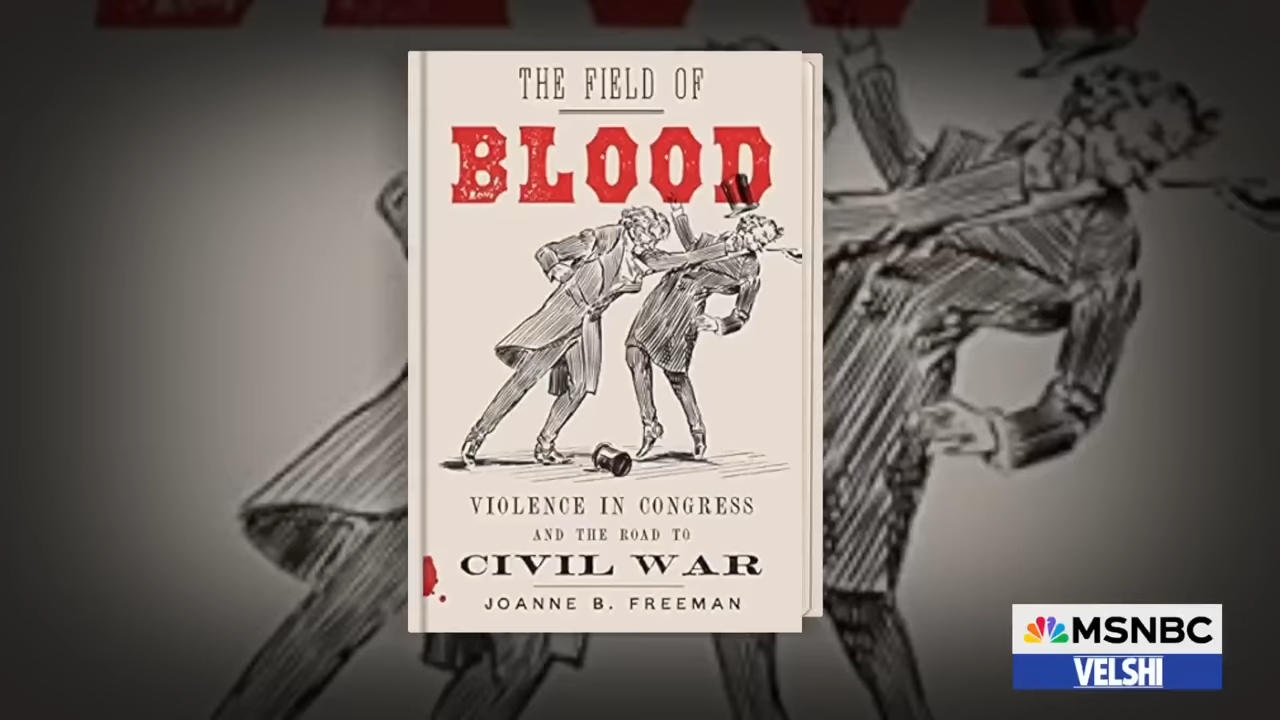 THE FIELD OF
BLOOD
VIOLENCE IN CONGRESS
AND THE ROAD TO
CIVIL WAR
JOANNE B. FREEMAN
MSNBC
VELSHI